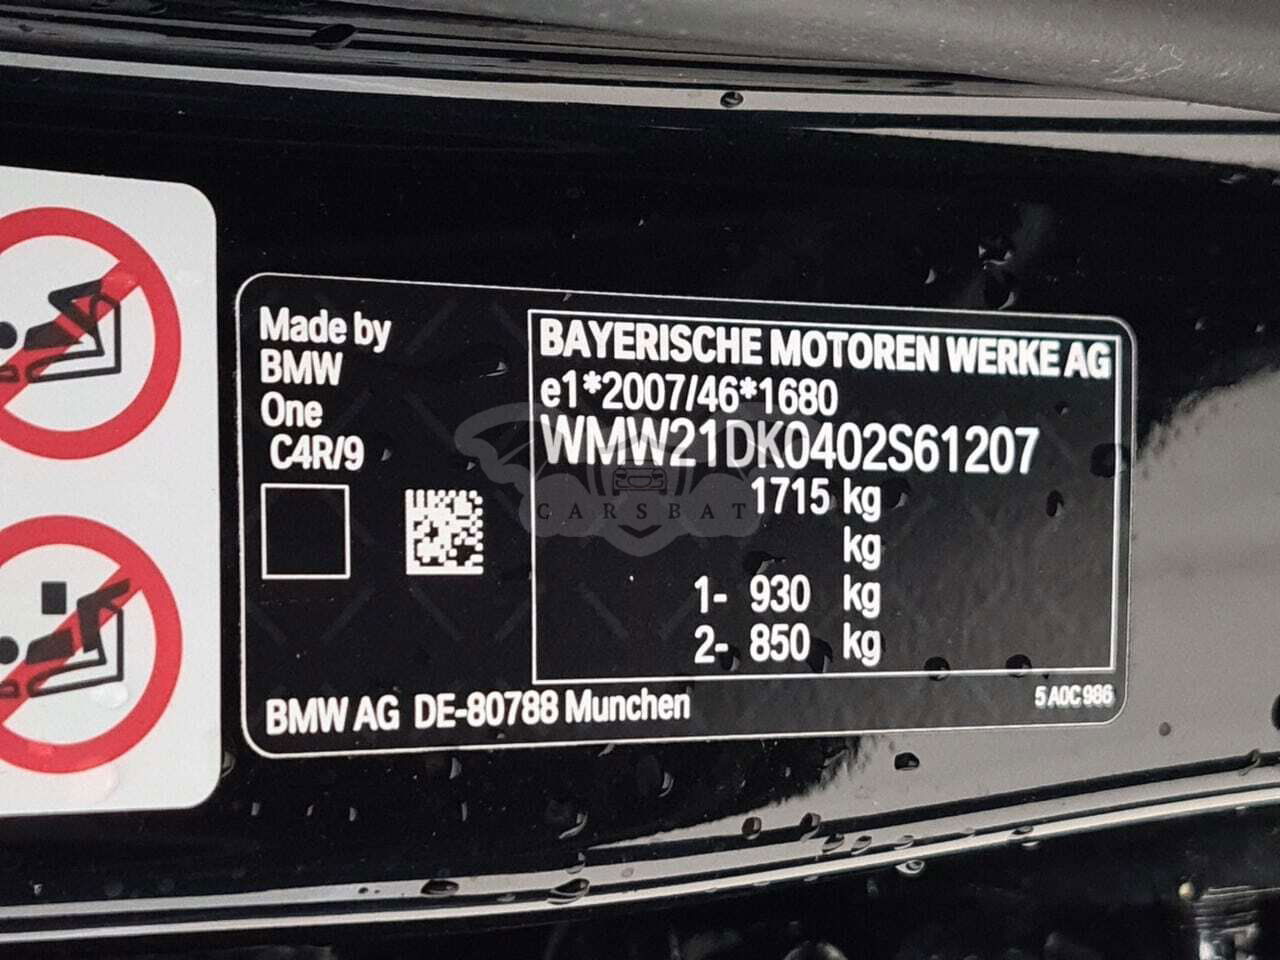 Made by
BMW
One
C4R/9
BAYERISCHE MOTOREN WERKE AG
e1*2007/46*1680
WMW21DK0402S61207
1715 kg
kg
1- 930 kg
2- 850 kg
CARSBAT
BMW AG DE-80788 Munchen
5 A0C 986